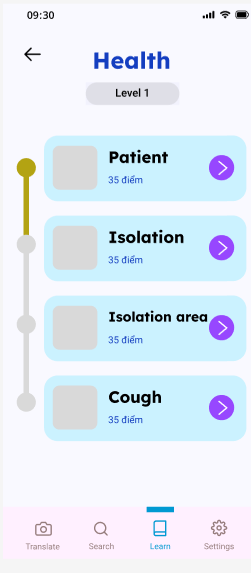 09:30
Health
Level 1
Patient
35 điểm
Isolation
35 điểm
Isolation area
35 điểm
Cough
35 điểm
Translate
Search
Learn
Settings